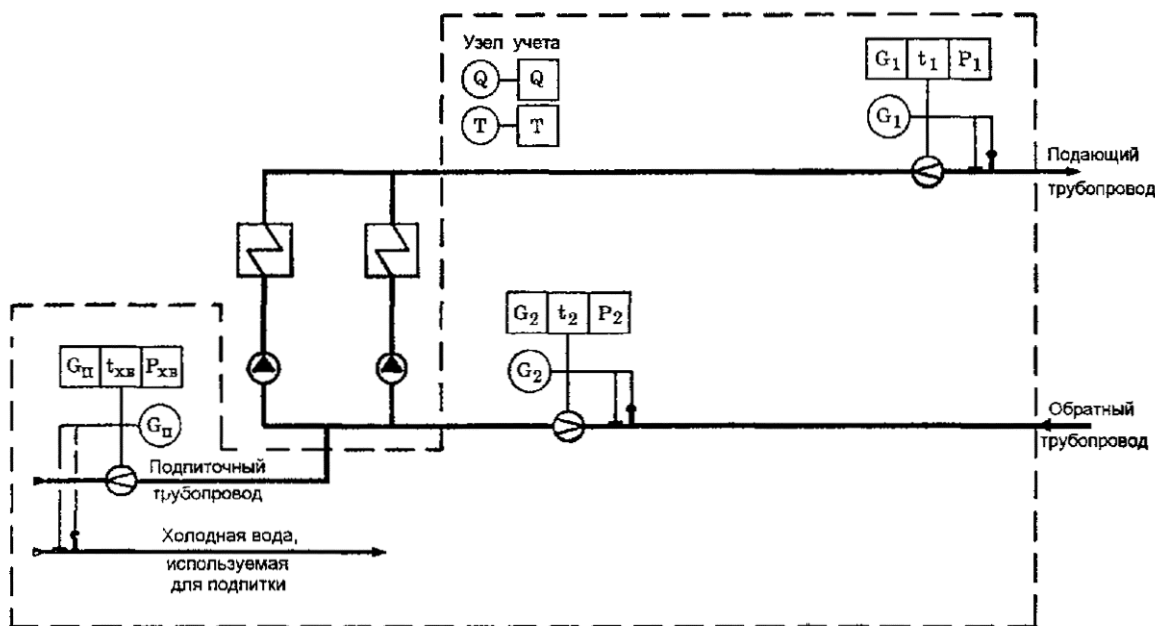 Узел учета
Q Q
T T
G₁ t₁ P₁
G₁
Подающий
трубопровод
G₂ t₂ P₂
G₂
Обратный
трубопровод
Gп tхв Pхв
Gп
Подпиточный
трубопровод
Холодная вода,
используемая
для подпитки